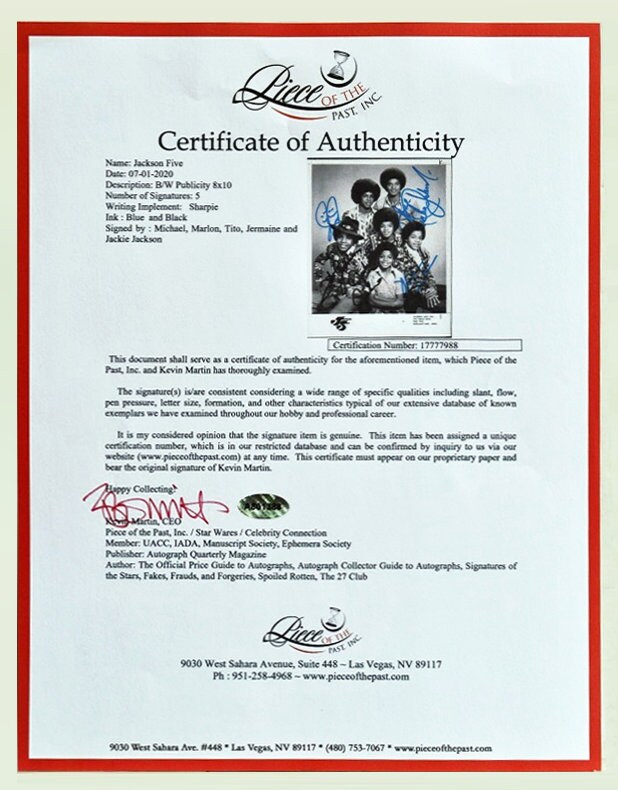 Piece
OF THE
PAST, INC.
Certificate of Authenticity
Name: Jackson Five
Date: 07-01-2020
Description: B/W Publicity 8x10
Number of Signatures: 5
Writing Implement: Sharpie
Ink : Blue and Black
Signed by : Michael, Marlon, Tito, Jermaine and
Jackie Jackson
Certification Number: 17777988
This document shall serve as a certificate of authenticity for the aforementioned item, which Piece of the
Past, Inc. and Kevin Martin has thoroughly examined.
The signature(s) is/are consistent considering a wide range of specific qualities including slant, flow,
pen pressure, letter size, formation, and other characteristics typical of our extensive database of known
exemplars we have examined throughout our hobby and professional career.
It is my considered opinion that the signature item is genuine. This item has been assigned a unique
certification number, which is in our restricted database and can be confirmed by inquiry to us via our
website (www.pieceofthepast.com) at any time. This certificate must appear on our proprietary paper and
bear the original signature of Kevin Martin.
Happy Collecting!
Kevin Martin, CEO
Piece of the Past, Inc. / Star Wares / Celebrity Connection
Member: UACC, IADA, Manuscript Society, Ephemera Society
Publisher: Autograph Quarterly Magazine
Author: The Official Price Guide to Autographs, Autograph Collector Guide to Autographs, Signatures of
the Stars, Fakes, Frauds, and Forgeries, Spoiled Rotten, The 27 Club
Piece
OF THE
PAST, INC.
9030 West Sahara Avenue, Suite 448 ~ Las Vegas, NV 89117
Ph : 951-258-4968 ~ www.pieceofthepast.com
9030 West Sahara Ave. #448 * Las Vegas, NV 89117 * (480) 753-7067 * www.pieceofthepast.com